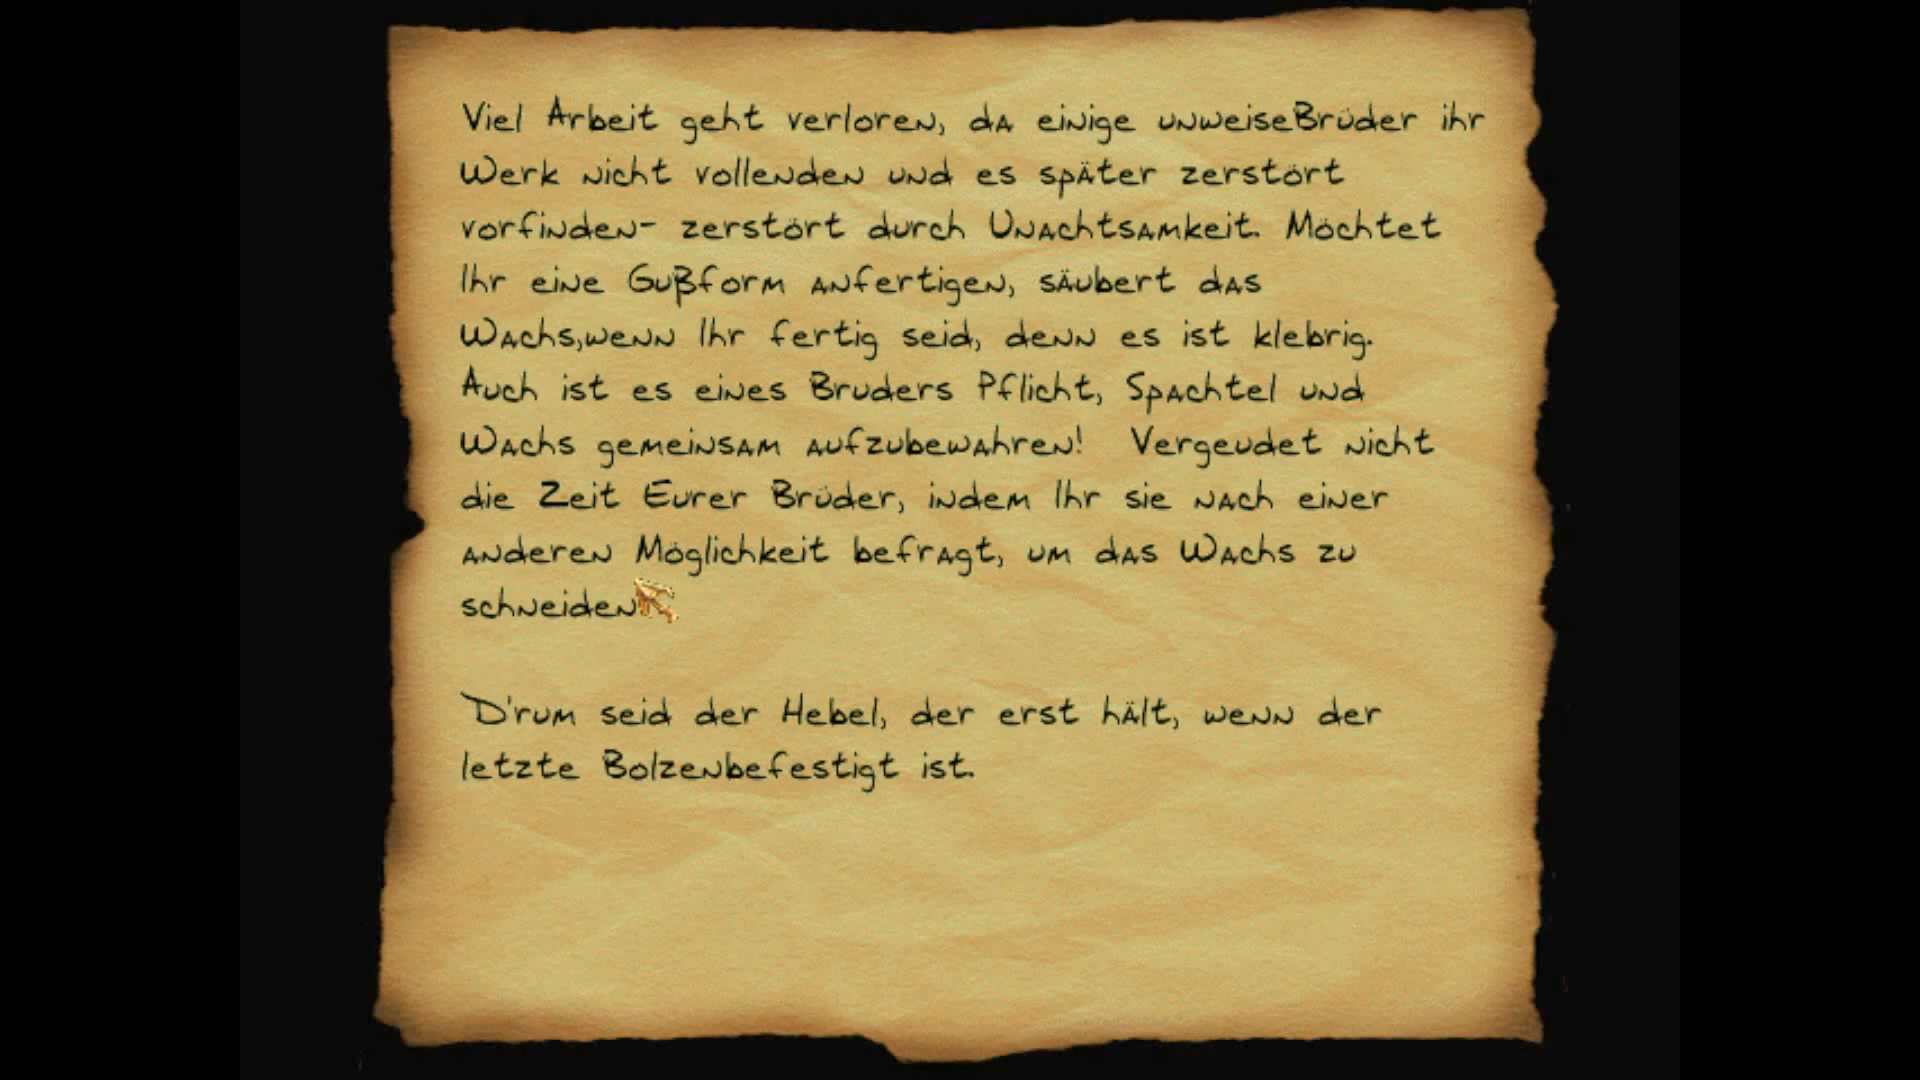 Viel Arbeit geht verloren, da einige unweiseBrüder ihr
Werk nicht vollenden und es später zerstört
vorfinden- zerstört durch Unachtsamkeit. Möchtet
Ihr eine Gußform anfertigen, säubert das
Wachs,wenn Ihr fertig seid, denn es ist klebrig.
Auch ist es eines Bruders Pflicht, Spachtel und
Wachs gemeinsam aufzubewahren!  Vergeudet nicht
die Zeit Eurer Brüder, indem Ihr sie nach einer
anderen Möglichkeit befragt, um das Wachs zu
schneiden
D'rum seid der Hebel, der erst hält, wenn der
letzte Bolzenbefestigt ist.